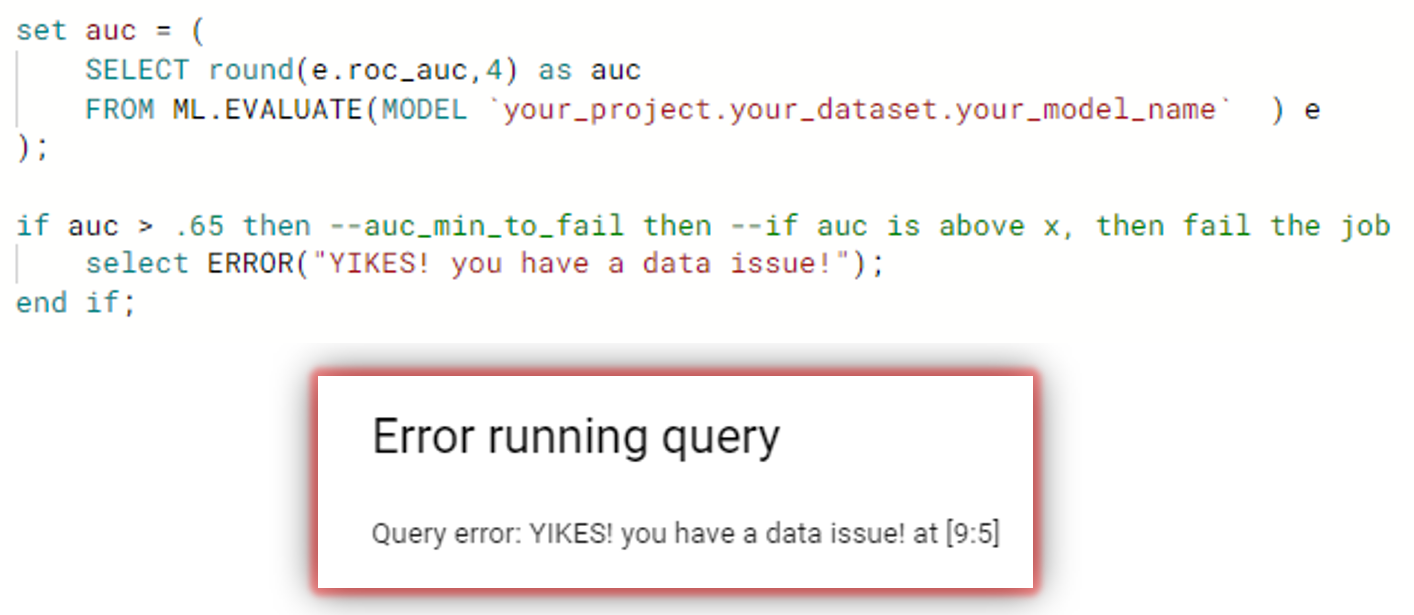 set auc = (
    SELECT round(e.roc_auc,4) as auc
    FROM ML.EVALUATE(MODEL `your_project.your_dataset.your_model_name`  ) e
);
if auc > .65 then --auc_min_to_fail then --if auc is above x, then fail the job
    select ERROR("YIKES! you have a data issue!");
end if;
Error running query
Query error: YIKES! you have a data issue! at [9:5]